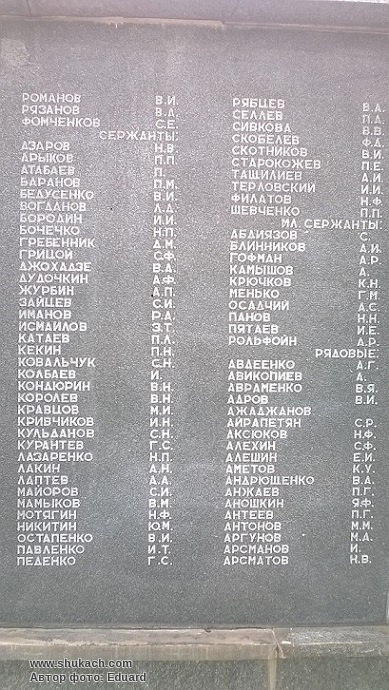 РОМАНОВ В.И.
РЯЗАНОВ В.А.
ФОМЧЕНКОВ С.Е.
СЕРЖАНТЫ:
АЗАРОВ Н.В.
АРЫКОВ П.П.
АТАБАЕВ П.
БАРАНОВ П.М.
БЕДУСЕНКО В.И.
БОГДАНОВ А.Д.
БОРОДИН И.И.
БОЧЕЧКО Н.П.
ГРЕБЕННИК Д.М.
ГРИЦОЙ С.Ф.
ДЖОХАДЗЕ В.Д.
ДУДОЧКИН А.Ф.
ЖУРБИН А.П.
ЗАЙЦЕВ С.И.
ИМАНОВ Р.А.
ИСМАИЛОВ З.Т.
КАТАЕВ П.Л.
КЕКИН П.Н.
КОВАЛЬЧУК С.Н.
КОЛБАЕВ И.
КОНДЮРИН В.Н.
КОРОЛЕВ В.Н.
КРАВЦОВ М.И.
КРИВЧИКОВ И.Н.
КУЛЬДАНОВ С.Н.
КУРАНТЕВ Г.С.
ЛАЗАРЕНКО Н.П.
ЛАКИН А.Н.
ЛАПТЕВ А.А.
МАЙОРОВ С.И.
МАМЫКОВ В.М.
МОТЯГИН Н.Ф.
НИКИТИН Ю.М.
ОСТАПЕНКО В.И.
ПАВЛЕНКО И.Т.
ПЕДЕНКО Г.С.
РЯБЦЕВ В.А.
СЕЛЛЕВ П.Д.
СИВКОВА В.В.
СКОБЕЛЕВ Ф.Д.
СКОТНИКОВ В.И.
СТАРОКОЖЕВ П.Е.
ТАЩИЛИЕВ А.И.
ТЕРЛОВСКИЙ И.И.
ФИЛАТОВ Н.Ф.
ШЕВЧЕНКО П.П.
МЛ. СЕРЖАНТЫ:
АБДИЯЗОВ С.
БЛИННИКОВ А.И.
ГОФМАН А.Р.
КАМЫШОВ А.
КРЮЧКОВ К.Н.
МЕНЬКО Г.М.
ОСАДЧИЙ А.С.
ПАНОВ Н.Н.
ПЯТАЕВ И.Е.
РОЛЬФОЙН А.Р.
РЯДОВЫЕ:
АВДЕЕНКО А.Г.
АВИКОПИЕВ А.
АВРАМЕНКО В.Я.
АДРОВ В.И.
АЖАДЖАНОВ
АЙРАПЕТЯН С.Р.
АКСЮКОВ Н.Ф.
АЛЕХИН С.Ф.
АЛЕШИН Е.И.
АМЕТОВ К.У.
АНДРЮЩЕНКО В.А.
АНЖАЕВ П.Г.
АНОШКИН Я.Ф.
АНТЕЕВ П.Г.
АНТОНОВ М.М.
АРГУНОВ М.А.
АРСМАНОВ И.
АРСМАТОВ Н.В.
www.shukach.com
Автор фото: Eduard